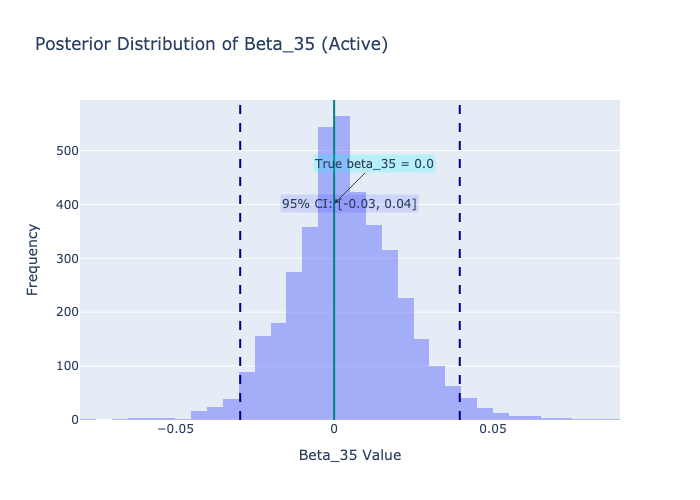 Posterior Distribution of Beta_35 (Active)
500
True beta_35 = 0.0
400
95% CI: [-0.03, 0.04]
300
200
100
0
Frequency
−0.05
0
0.05
Beta_35 Value